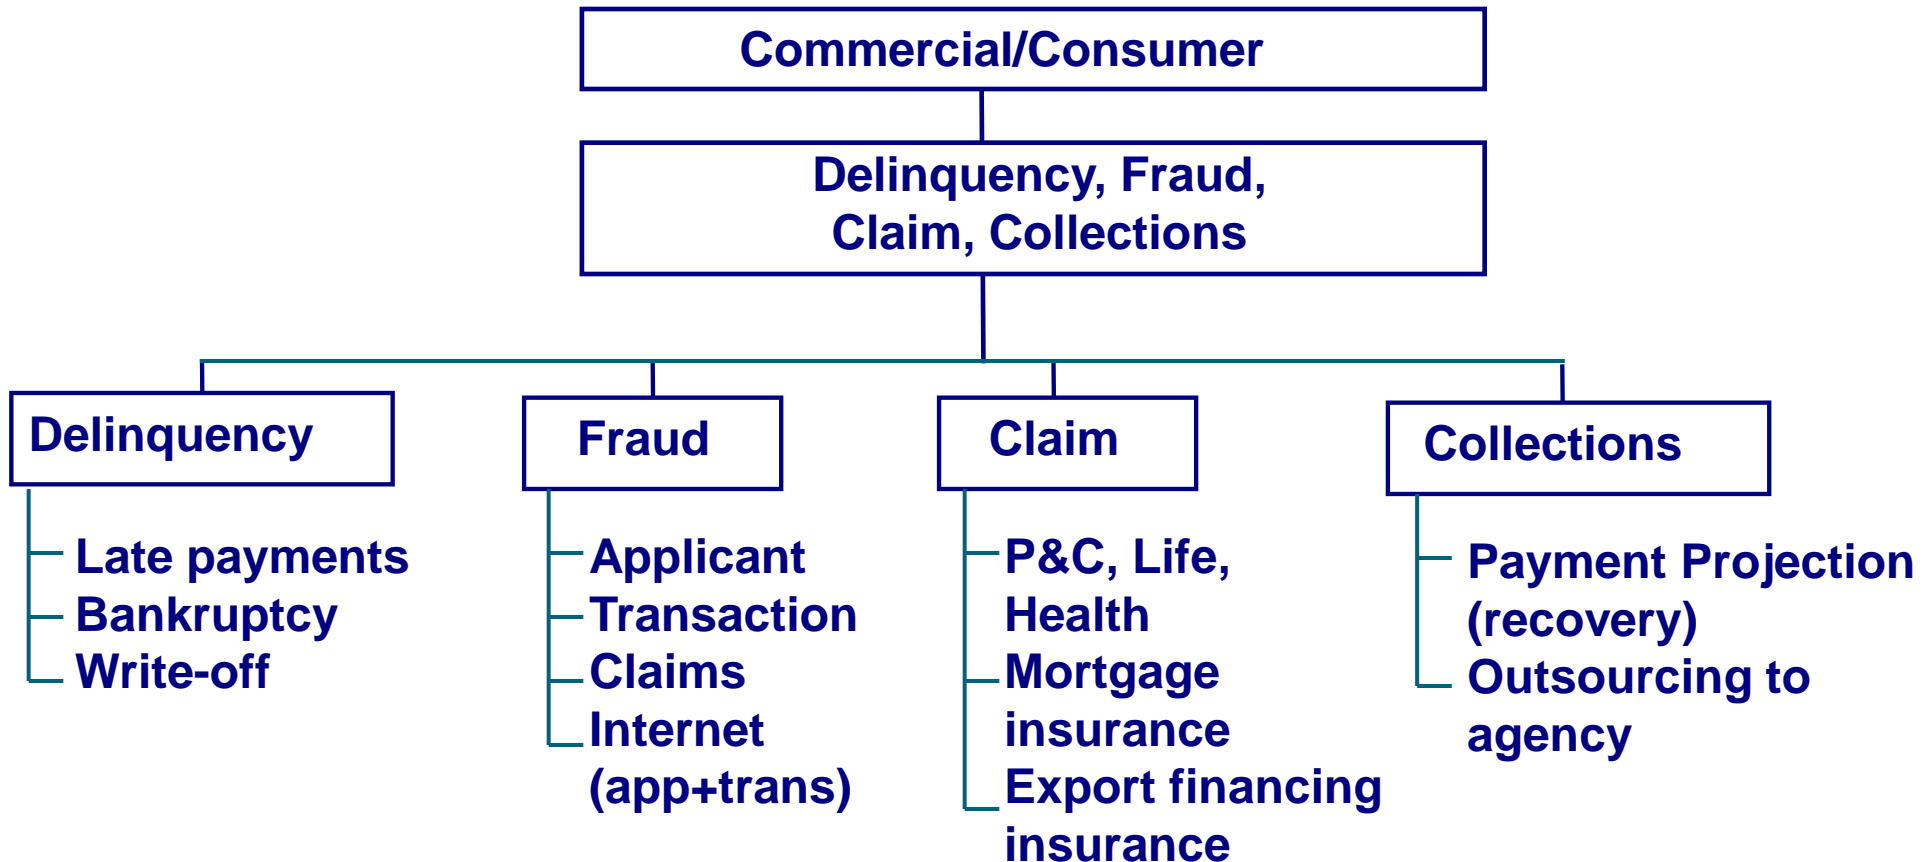 Commercial/Consumer
Delinquency, Fraud,
Claim, Collections
Delinquency
Late payments
Bankruptcy
Write-off
Fraud
Applicant
Transaction
Claims
Internet
(app+trans)
Claim
P&C, Life,
Health
Mortgage
insurance
Export financing
insurance
Collections
Payment Projection
(recovery)
Outsourcing to
agency